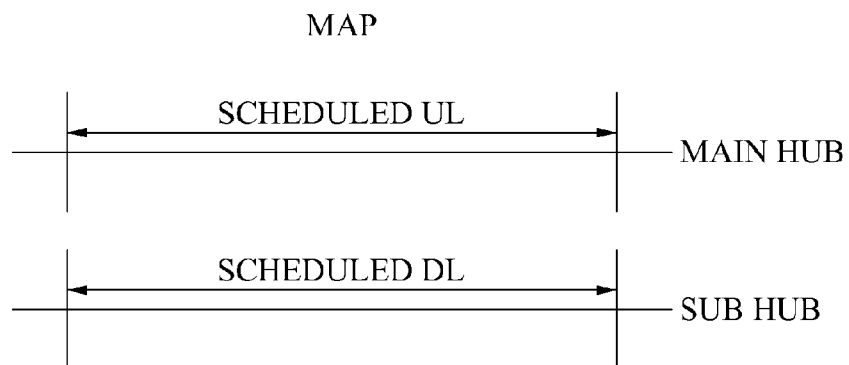 MAP
SCHEDULED UL
MAIN HUB
SCHEDULED DL
SUB HUB